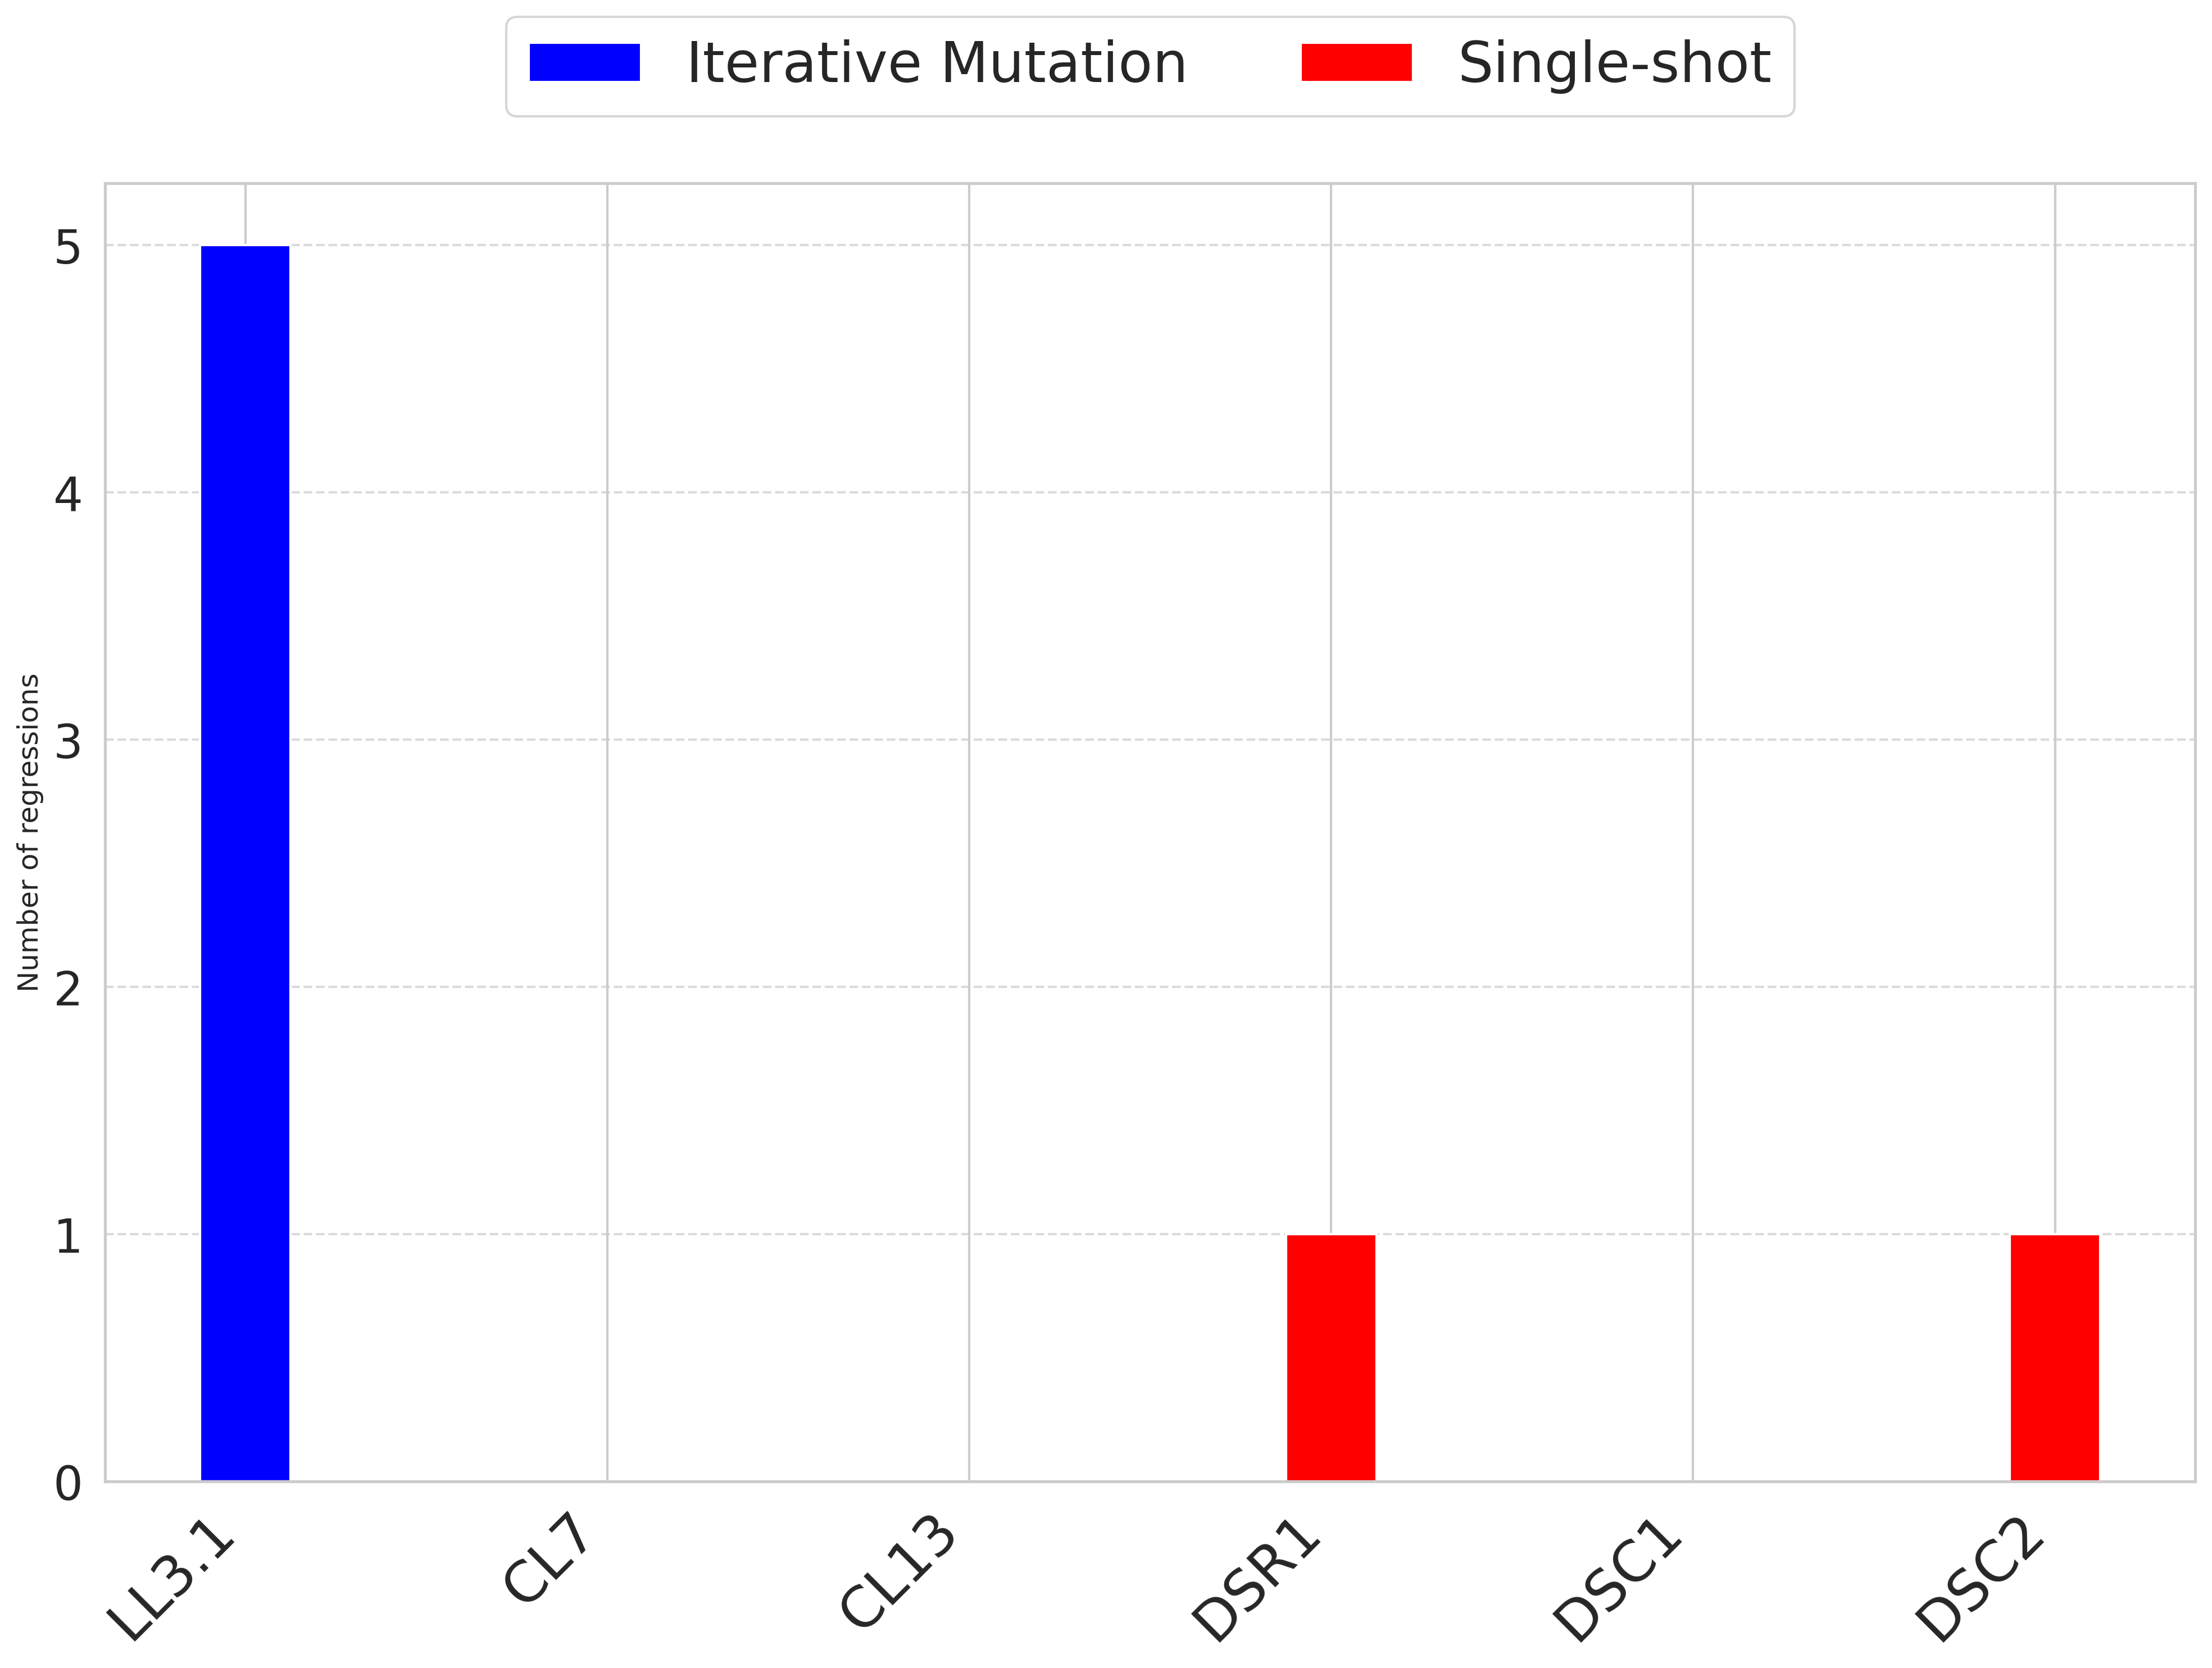 Iterative Mutation
Single-shot
Number of regressions
5
4
3
2
1
0
LL3.1
CL7
CL13
DSR1
DSC1
DSC2